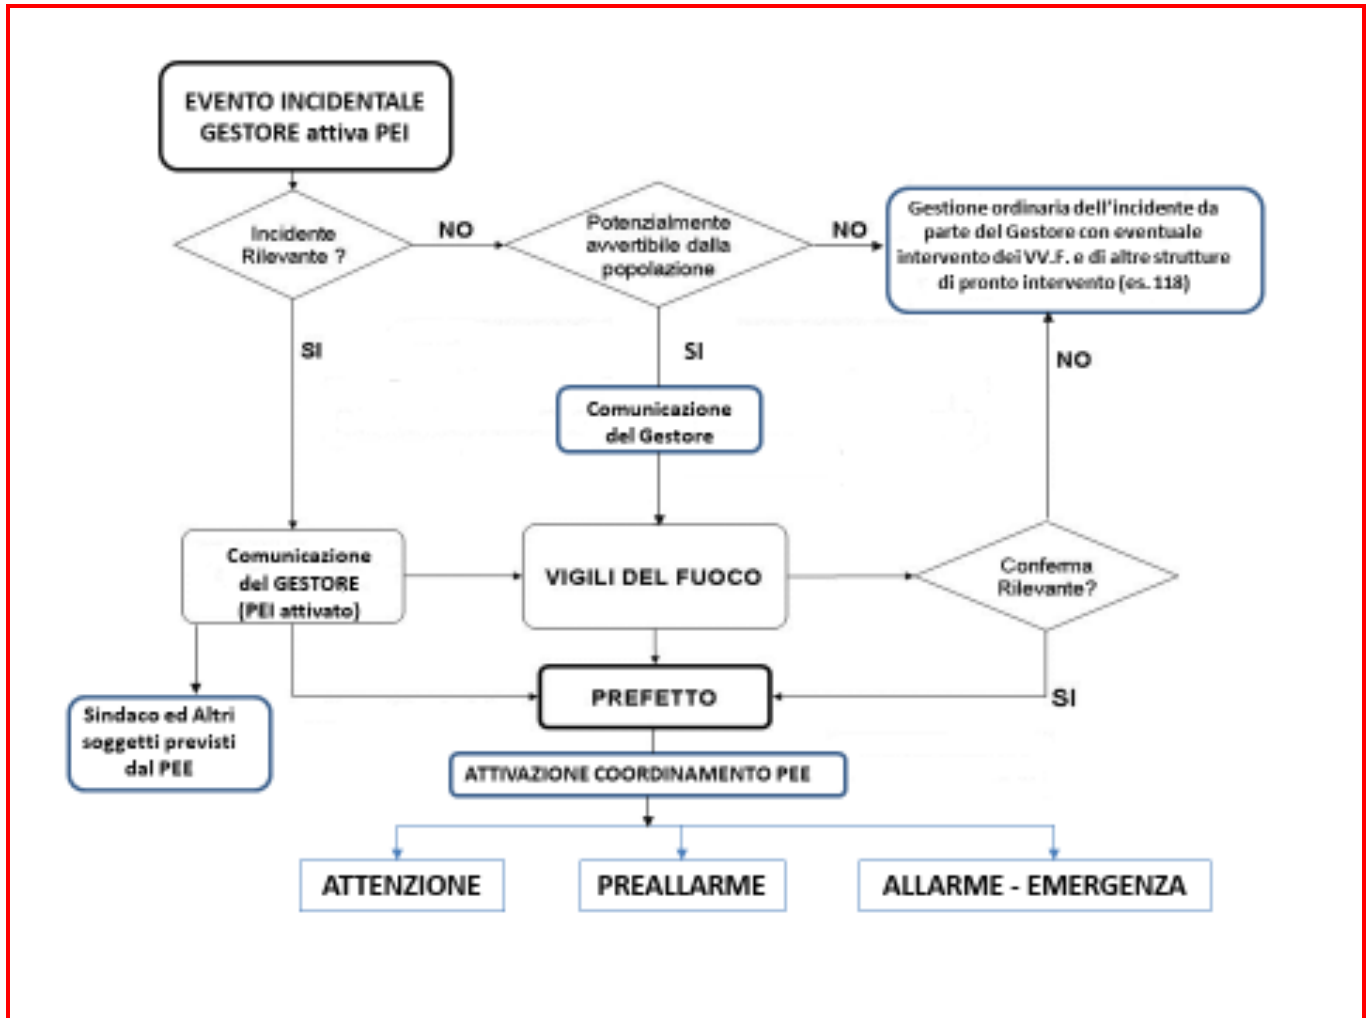 EVENTO INCIDENTALE
GESTORE attiva PEI
Incidente
Rilevante ?
NO
Potenzialmente
avvertibile dalla
popolazione
NO
Gestione ordinaria dell'incidente da
parte del Gestore con eventuale
intervento dei VV.F. e di altre strutture
di pronto intervento (es. 118)
SI
SI
NO
Comunicazione
del Gestore
Comunicazione
del GESTORE
(PEI attivato)
VIGILI DEL FUOCO
Conferma
Rilevante?
Sindaco ed Altri
soggetti previsti
dal PEE
PREFETTO
SI
ATTIVAZIONE COORDINAMENTO PEE
ATTENZIONE
PREALLARME
ALLARME - EMERGENZA